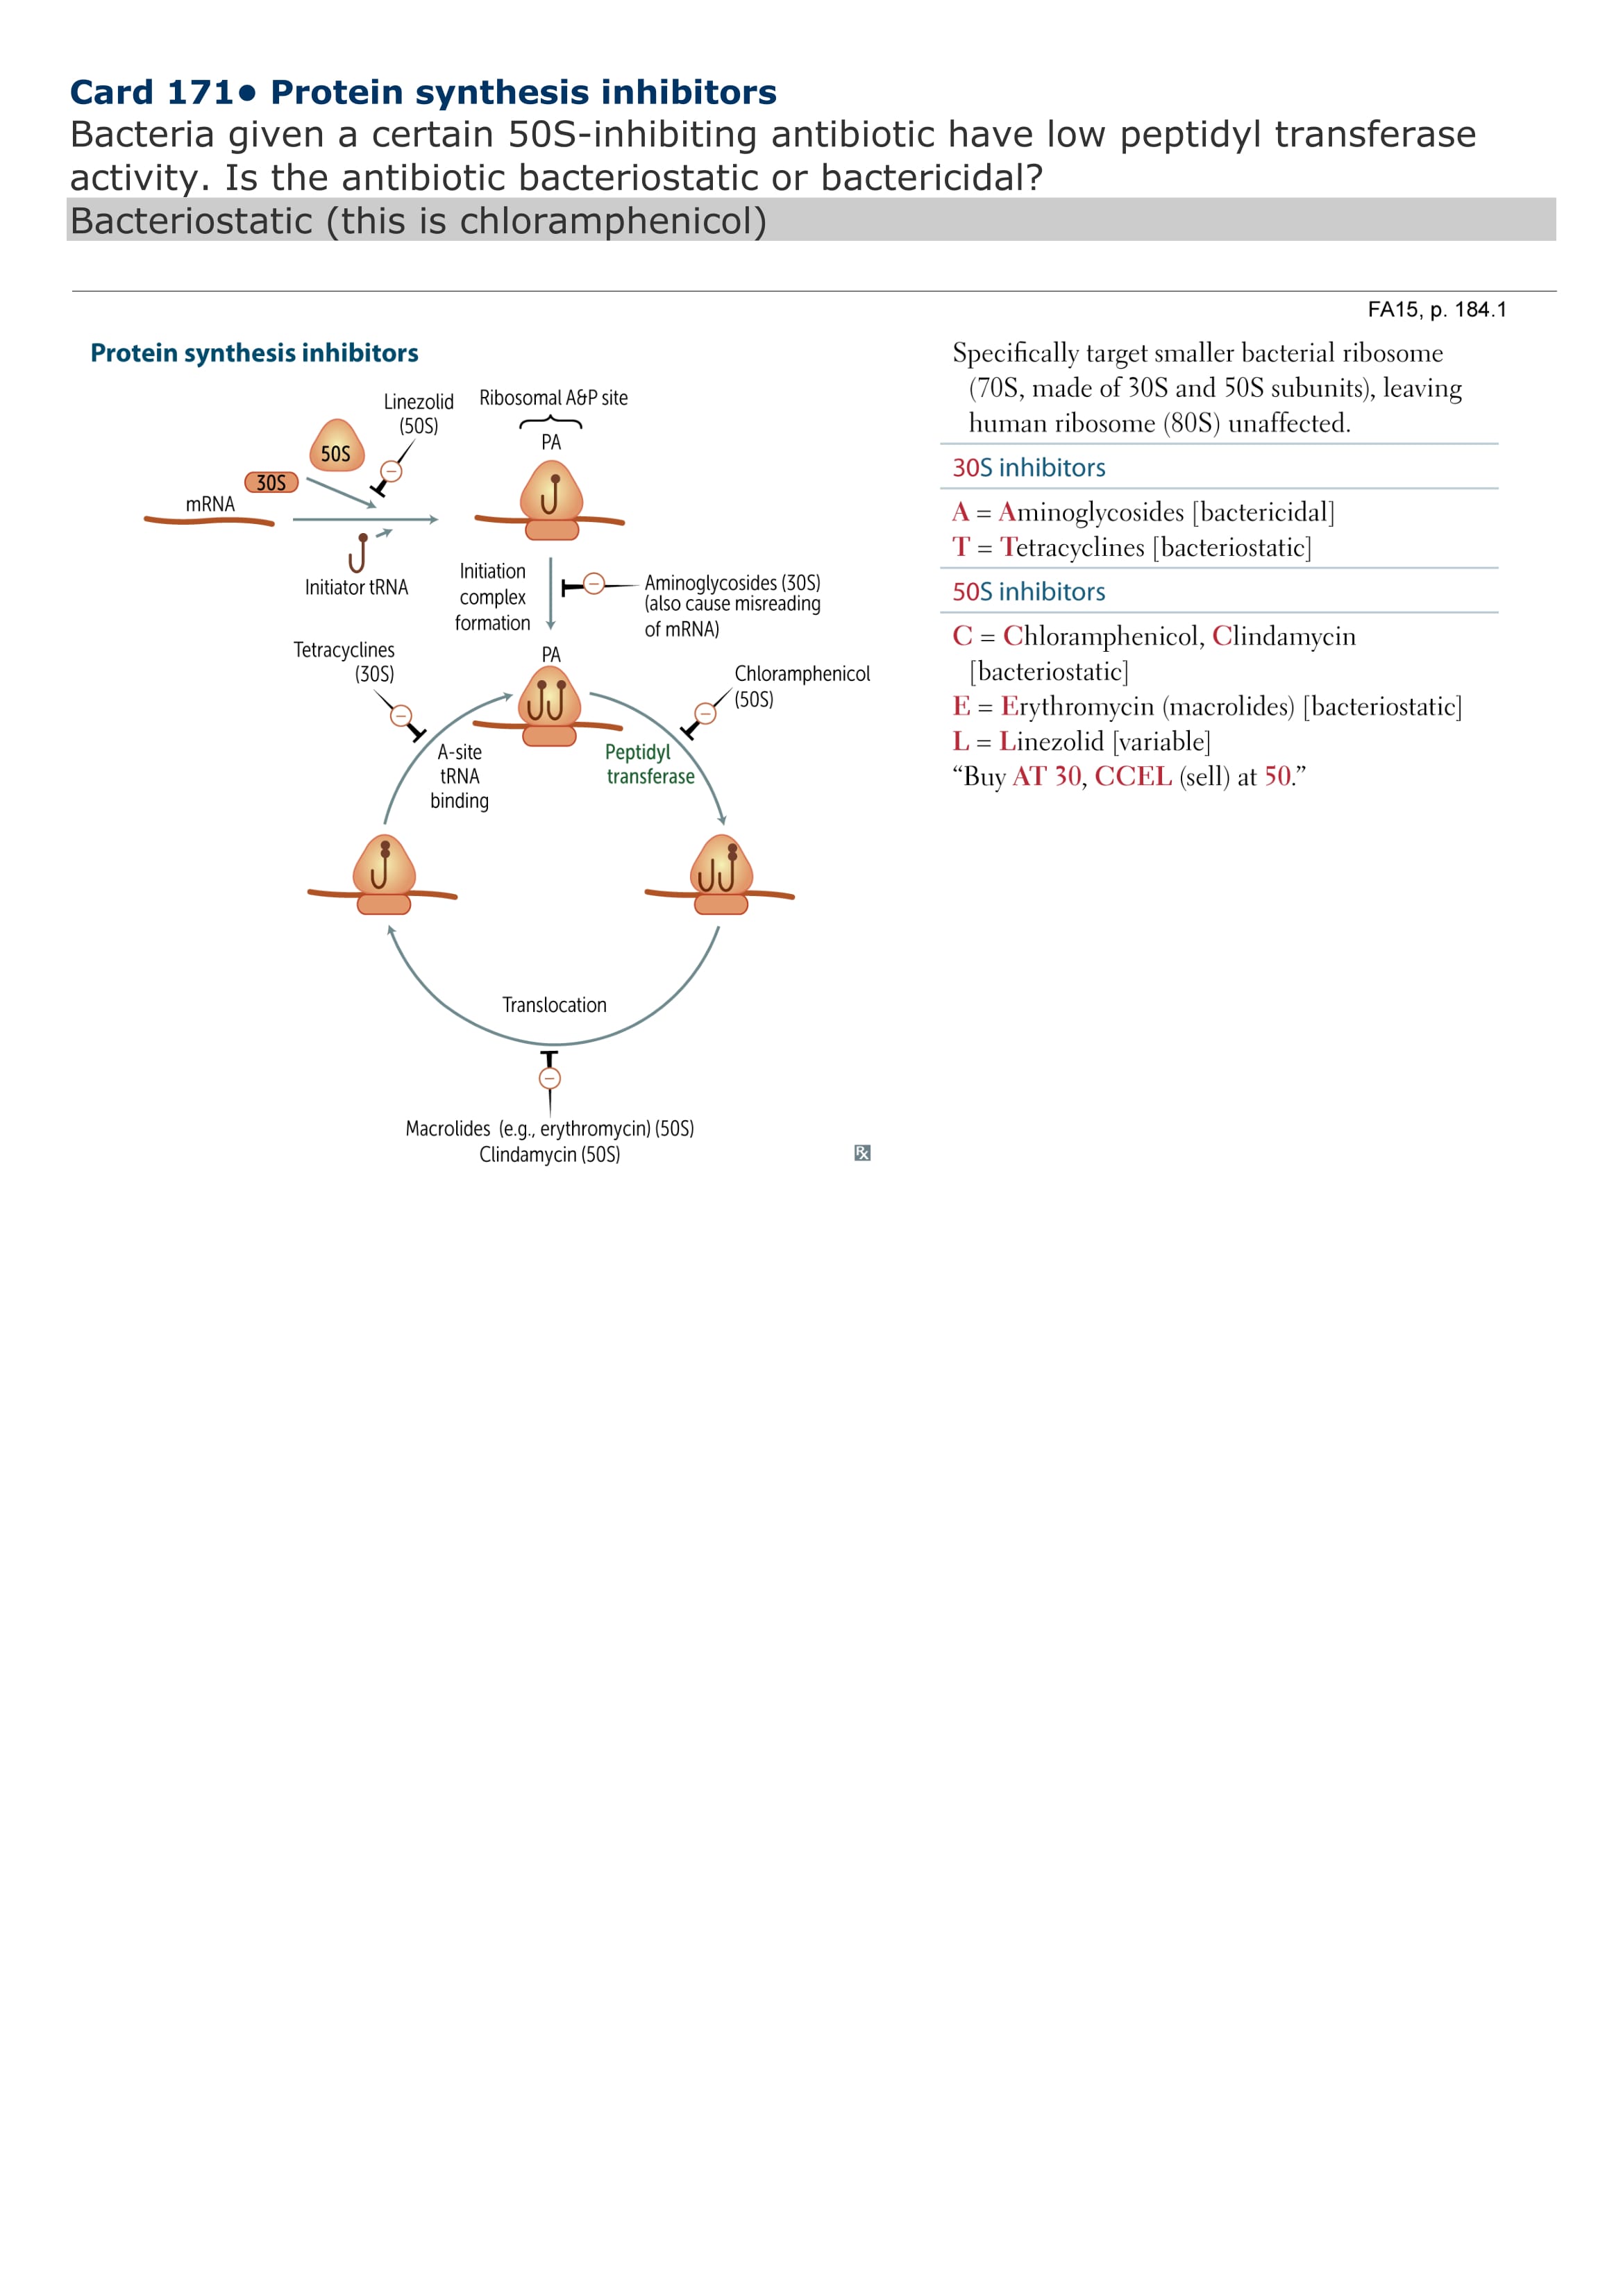 Card 171● Protein synthesis inhibitors
Bacteria given a certain 50S-inhibiting antibiotic have low peptidyl transferase
activity. Is the antibiotic bacteriostatic or bactericidal?
Bacteriostatic (this is chloramphenicol)
FA15, p. 184.1
Protein synthesis inhibitors
Linezolid
(50S)
Ribosomal A&P site
PA
50S
30S
mRNA
Initiator tRNA
Initiation
complex
formation
Aminoglycosides (30S)
(also cause misreading
of mRNA)
Tetracyclines
(30S)
PA
Chloramphenicol
(50S)
A-site
tRNA
binding
Peptidyl
transferase
Translocation
Macrolides (e.g., erythromycin) (50S)
Clindamycin (50S)
Rx
Specifically target smaller bacterial ribosome
(70S, made of 30S and 50S subunits), leaving
human ribosome (80S) unaffected.
30S inhibitors
A = Aminoglycosides [bactericidal]
T = Tetracyclines [bacteriostatic]
50S inhibitors
C = Chloramphenicol, Clindamycin
[bacteriostatic]
E = Erythromycin (macrolides) [bacteriostatic]
L = Linezolid [variable]
“Buy AT 30, CCEL (sell) at 50.”